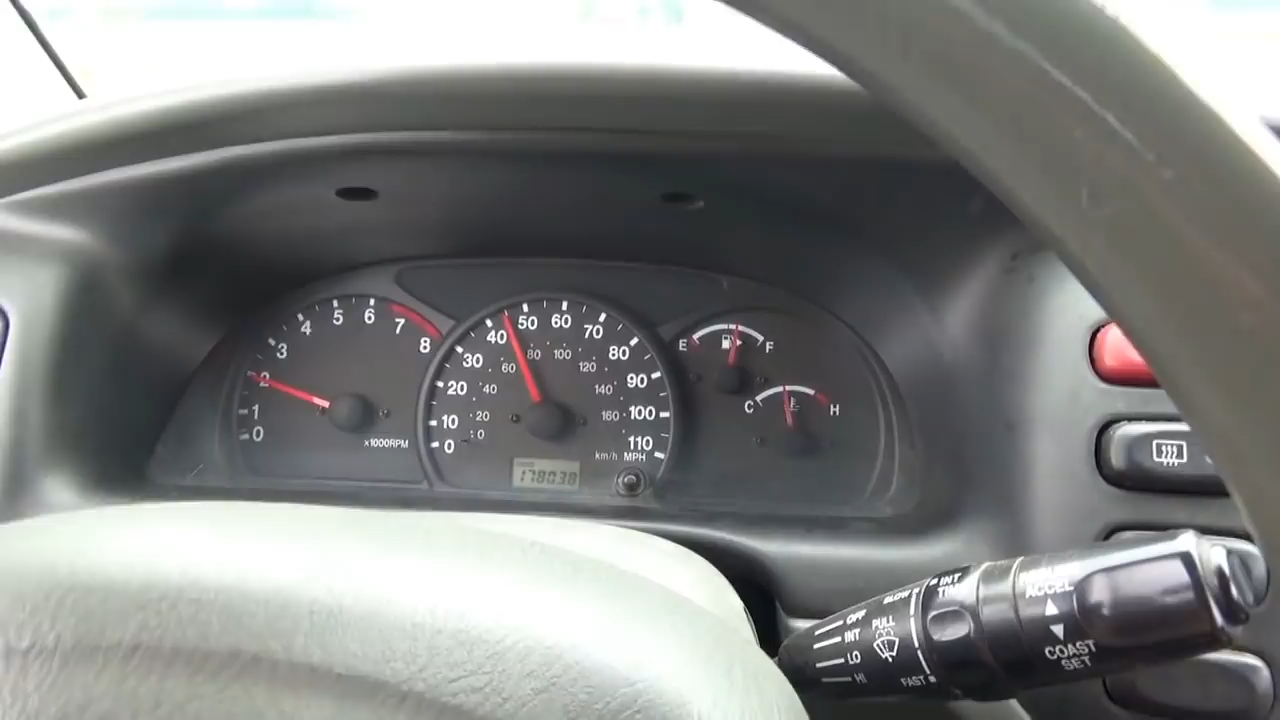 0
1
2
3
4
5
6
7
8
x1000RPM
0
10
20
30
40
50
60
70
80
90
100
110
0
20
40
60
80
100
120
140
160
km/h MPH
178038
E F
C H
OFF
INT
LO
HI
PULL
SLOW
FAST
INT
ACCEL
COAST
SET